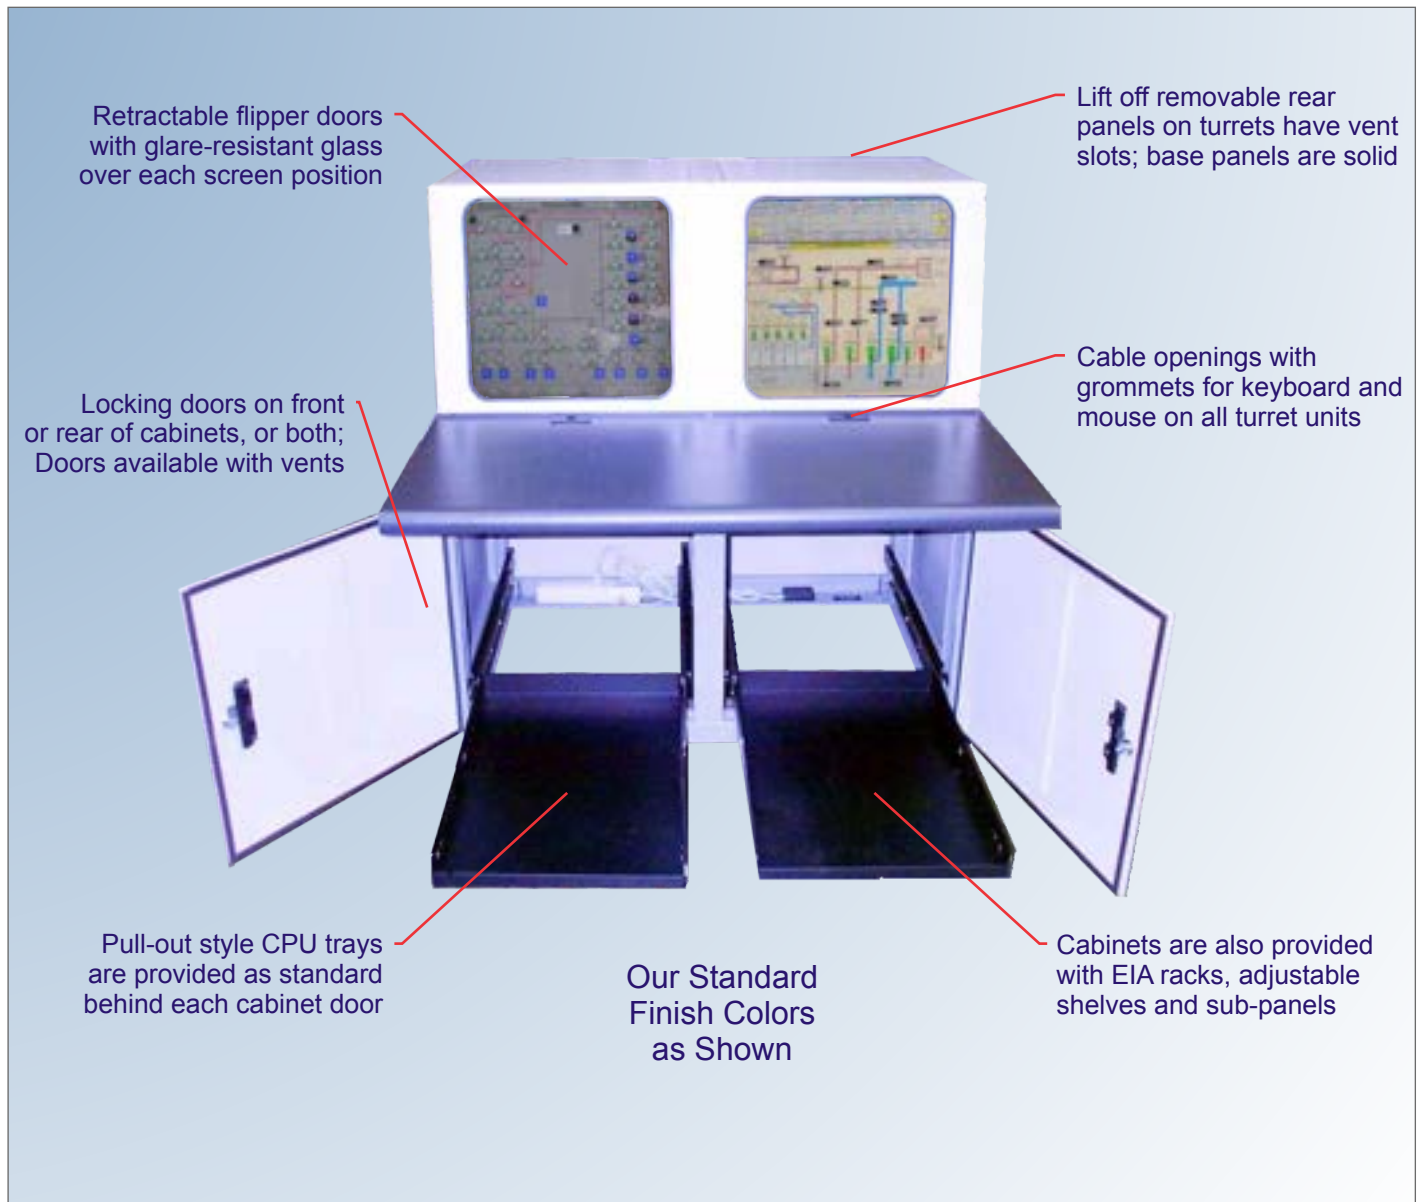 Retractable flipper doors
with glare-resistant glass
over each screen position
Lift off removable rear
panels on turrets have vent
slots; base panels are solid
Locking doors on front
or rear of cabinets, or both;
Doors available with vents
Cable openings with
grommets for keyboard and
mouse on all turret units
Pull-out style CPU trays
are provided as standard
behind each cabinet door
Our Standard
Finish Colors
as Shown
Cabinets are also provided
with EIA racks, adjustable
shelves and sub-panels